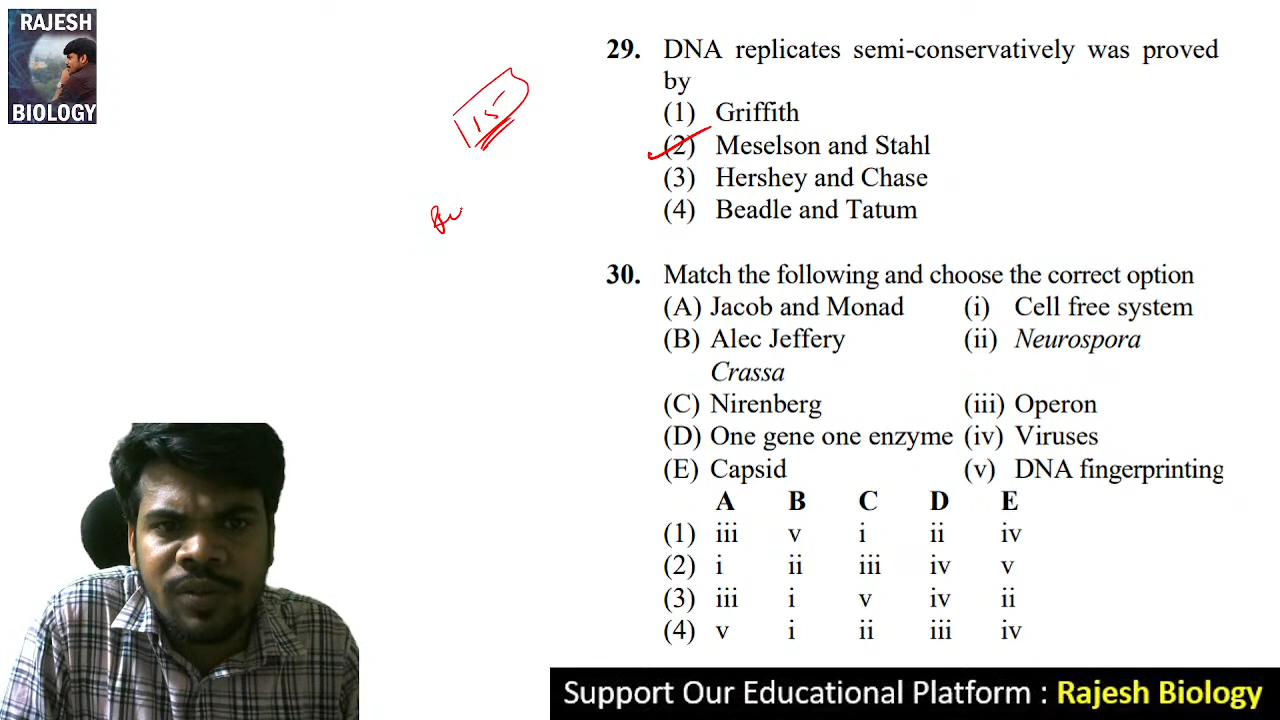 RAJESH
BIOLOGY
115
29. DNA replicates semi-conservatively was proved
by
(1) Griffith
(2) Meselson and Stahl
(3) Hershey and Chase
(4) Beadle and Tatum
30. Match the following and choose the correct option
(A) Jacob and Monad (i) Cell free system
(B) Alec Jeffery (ii) Neurospora
Crassa
(C) Nirenberg (iii) Operon
(D) One gene one enzyme (iv) Viruses
(E) Capsid (v) DNA fingerprinting
A B C D E
(1) iii v i ii iv
(2) i ii iii iv v
(3) iii i v iv ii
(4) v i ii iii iv
Support Our Educational Platform : Rajesh Biology